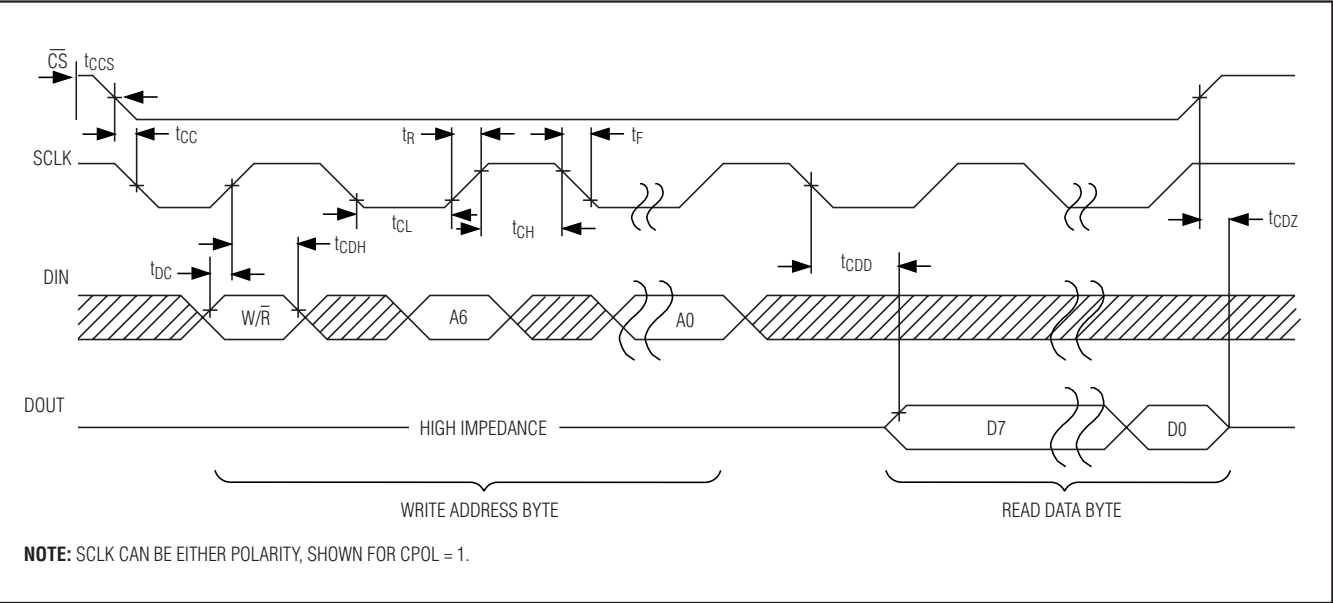 C̅S̅ tCCS
tCC
tR
tF
SCLK
tCL
tCH
tCDZ
tCDH
tCDD
tDC
DIN
W/R̅
A6
A0
DOUT
HIGH IMPEDANCE
D7
D0
WRITE ADDRESS BYTE
READ DATA BYTE
NOTE: SCLK CAN BE EITHER POLARITY, SHOWN FOR CPOL = 1.